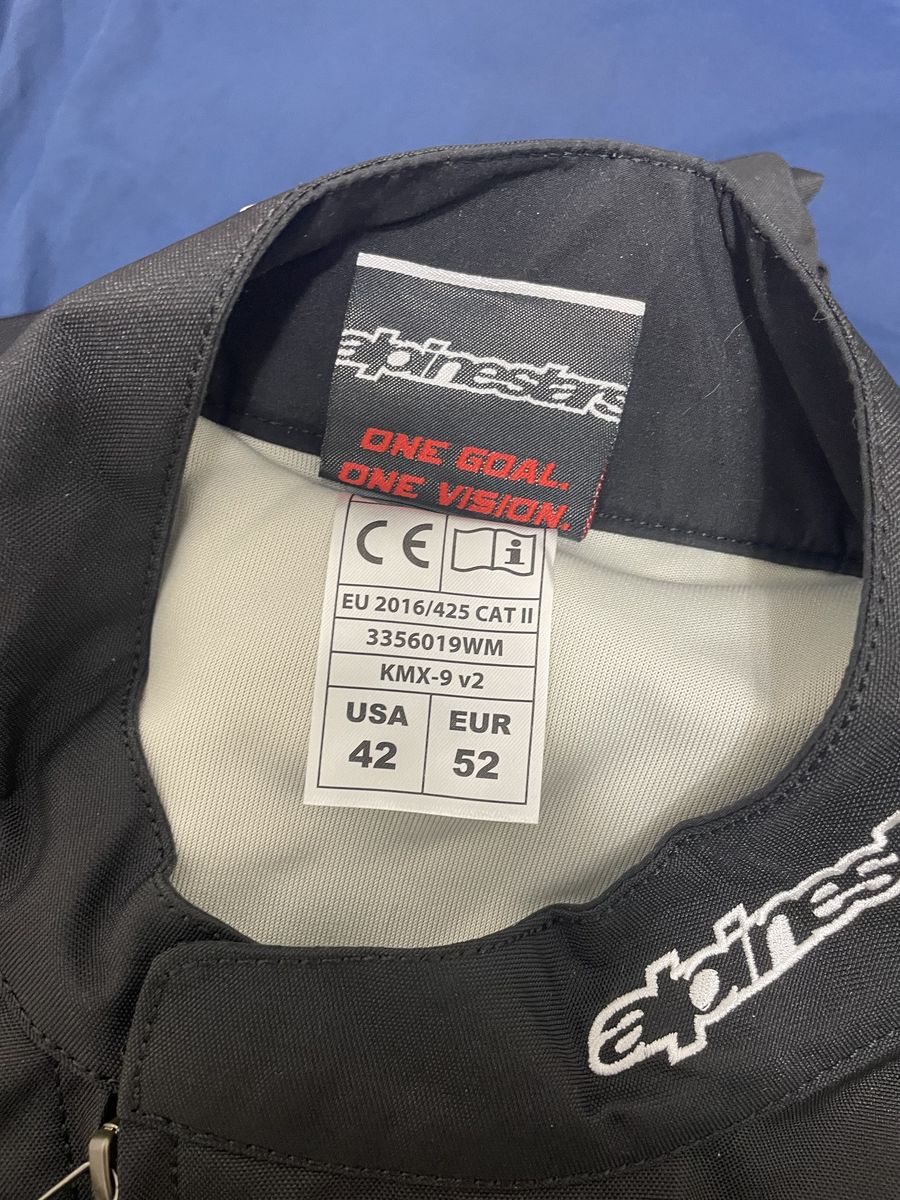 alpinestars
ONE GOAL.
ONE VISION.
CE i
EU 2016/425 CAT II
3356019WM
KMX-9 v2
USA EUR
42 52
alpinest